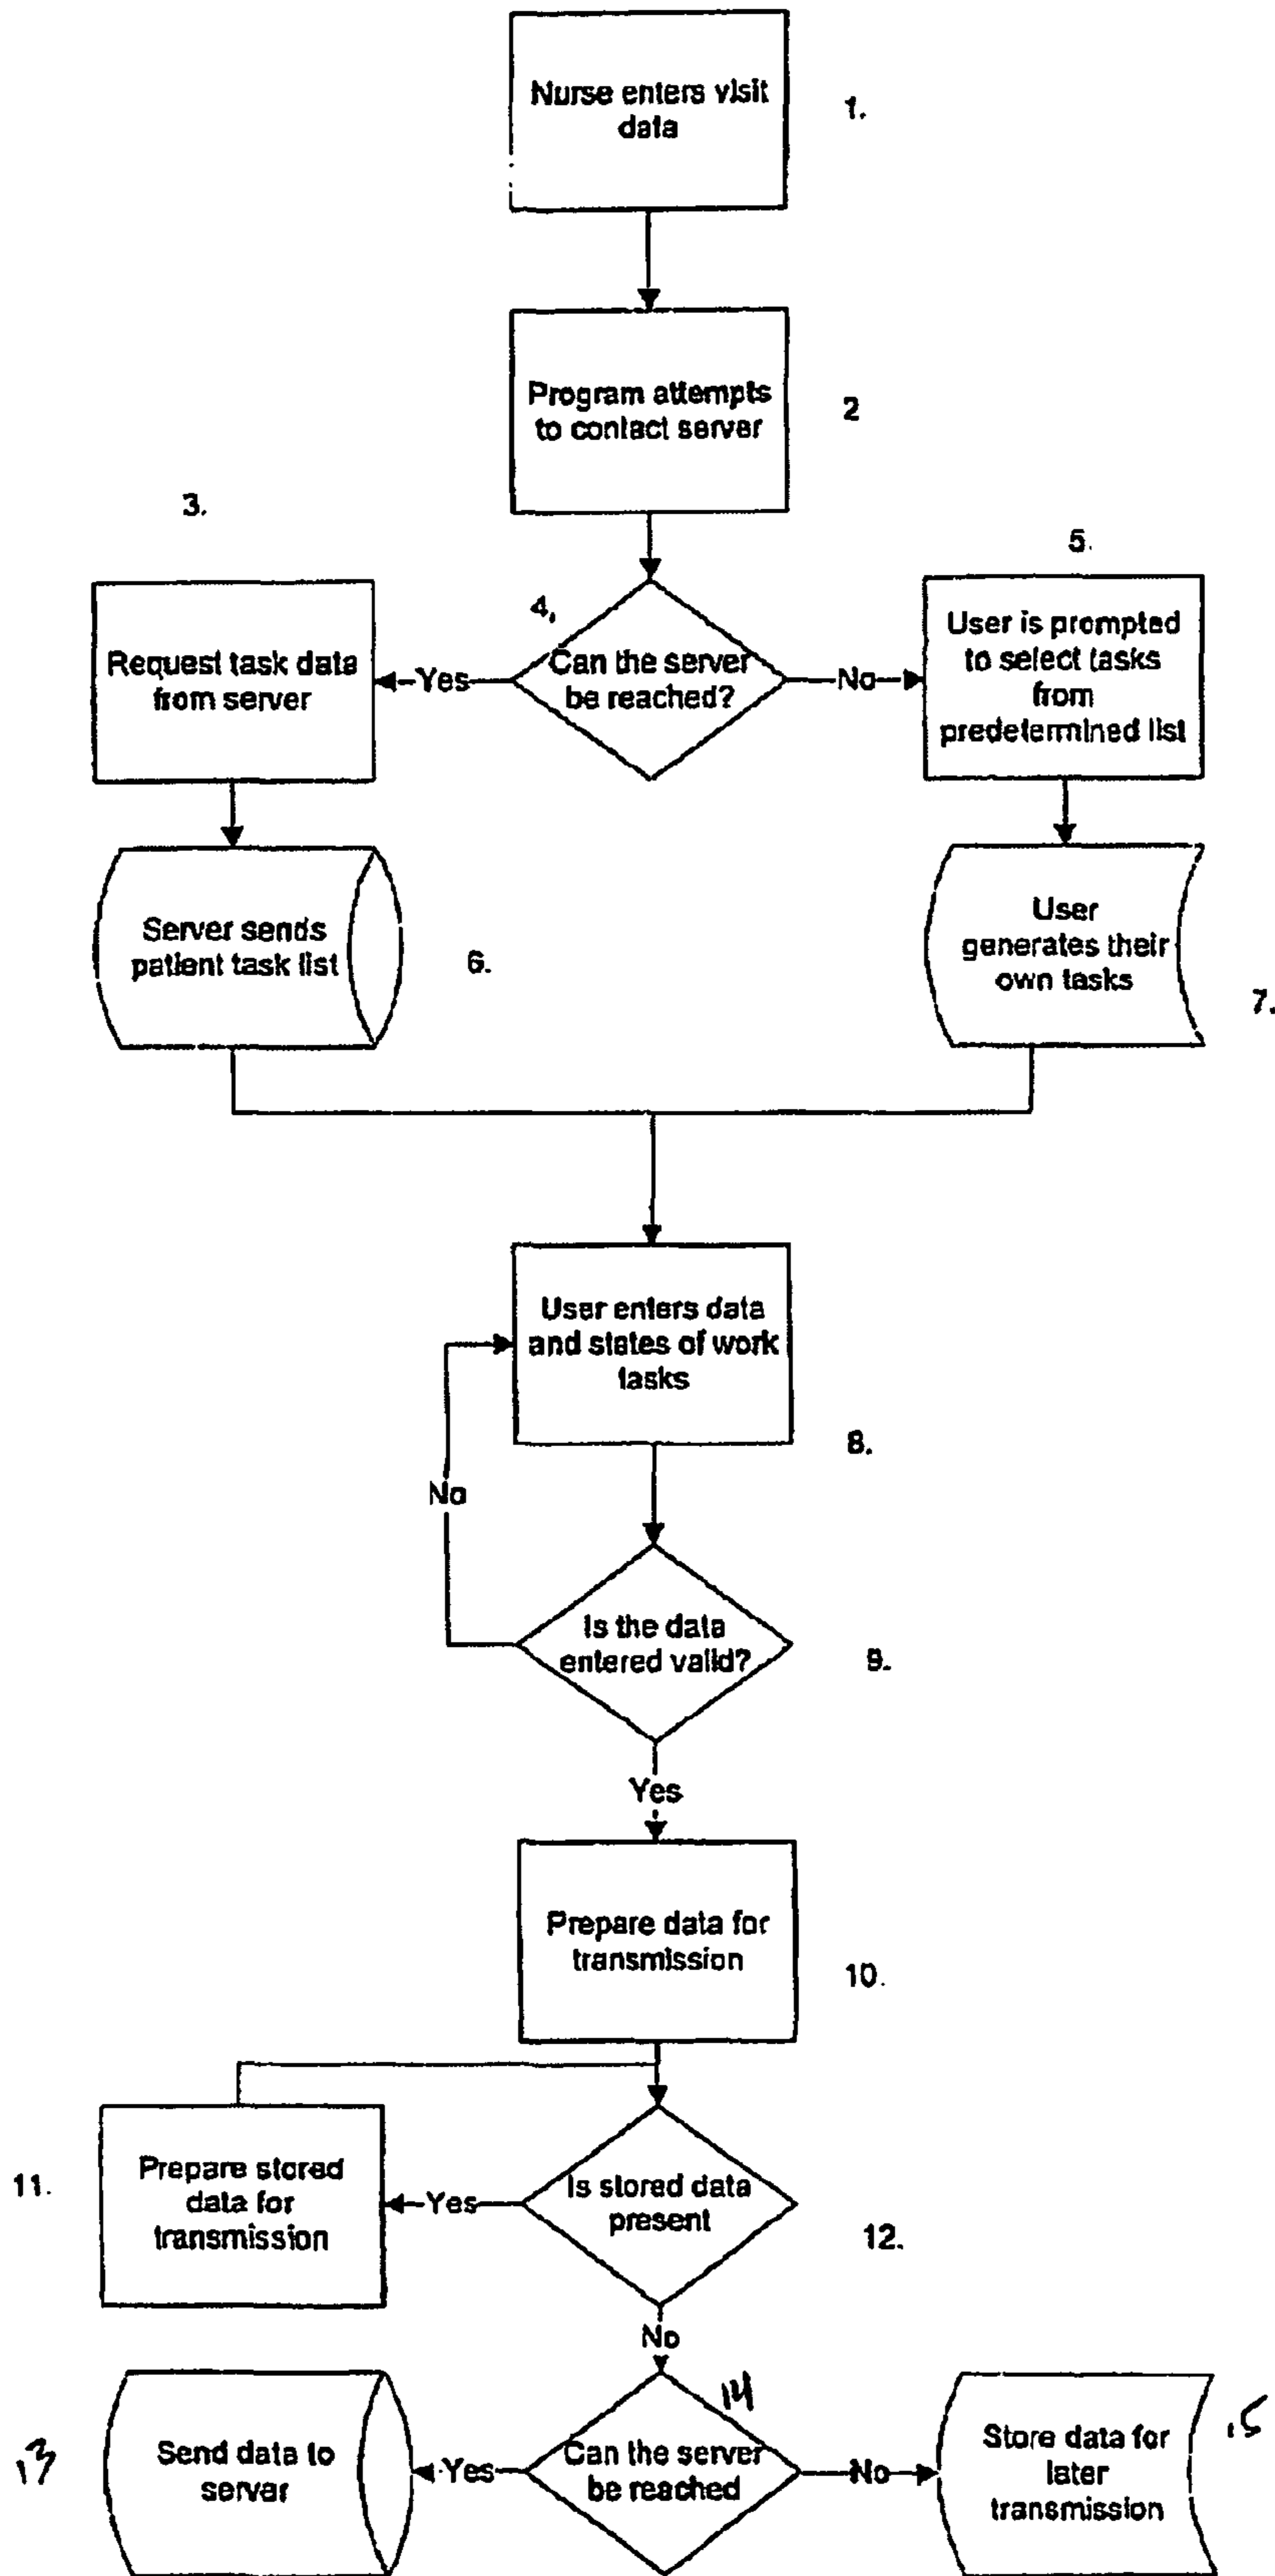 Nurse enters visit
data
1.
Program attempts
to contact server
2
3.
Request task data
from server
Yes
4.
Can the server
be reached?
No
5.
User is prompted
to select tasks
from
predetermined list
Server sends
patient task list
6.
User
generates their
own tasks
7.
User enters data
and states of work
tasks
8.
No
Is the data
entered valid?
9.
Yes
Prepare data for
transmission
10.
11.
Prepare stored
data for
transmission
Yes
Is stored data
present
12.
No
13
Send data to
server
Yes
14
Can the server
be reached
No
Store data for
later
transmission
15